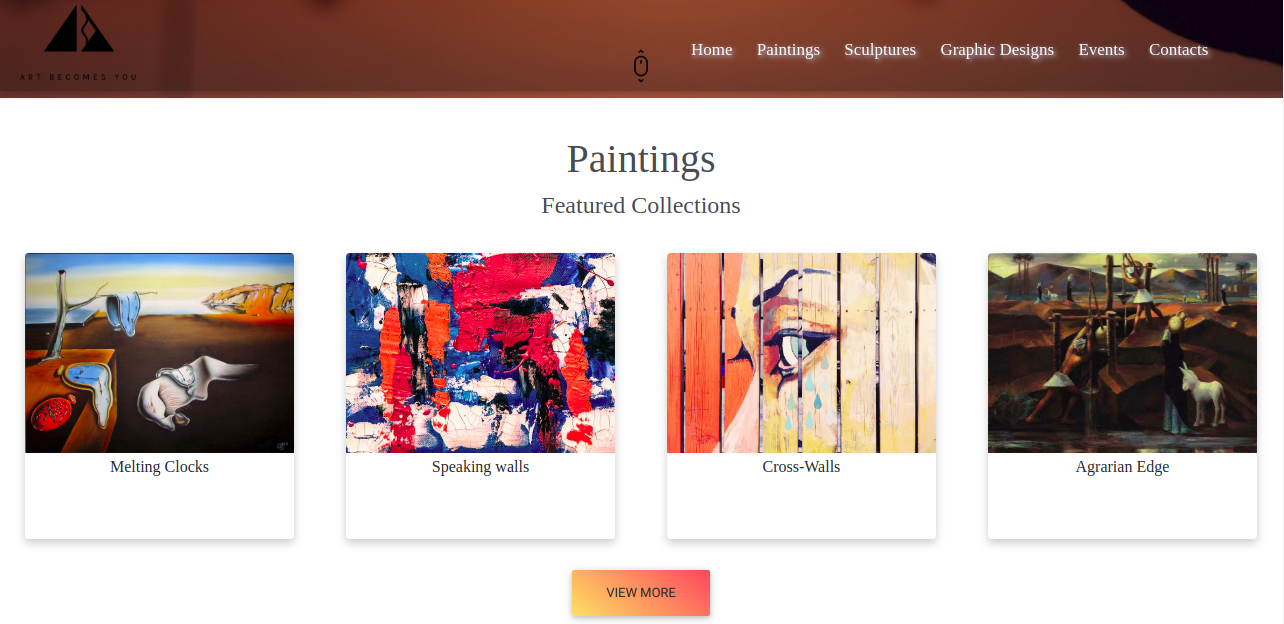 ART BECOMES YOU
Home Paintings Sculptures Graphic Designs Events Contacts
Paintings
Featured Collections
Melting Clocks Speaking walls Cross-Walls Agrarian Edge
VIEW MORE